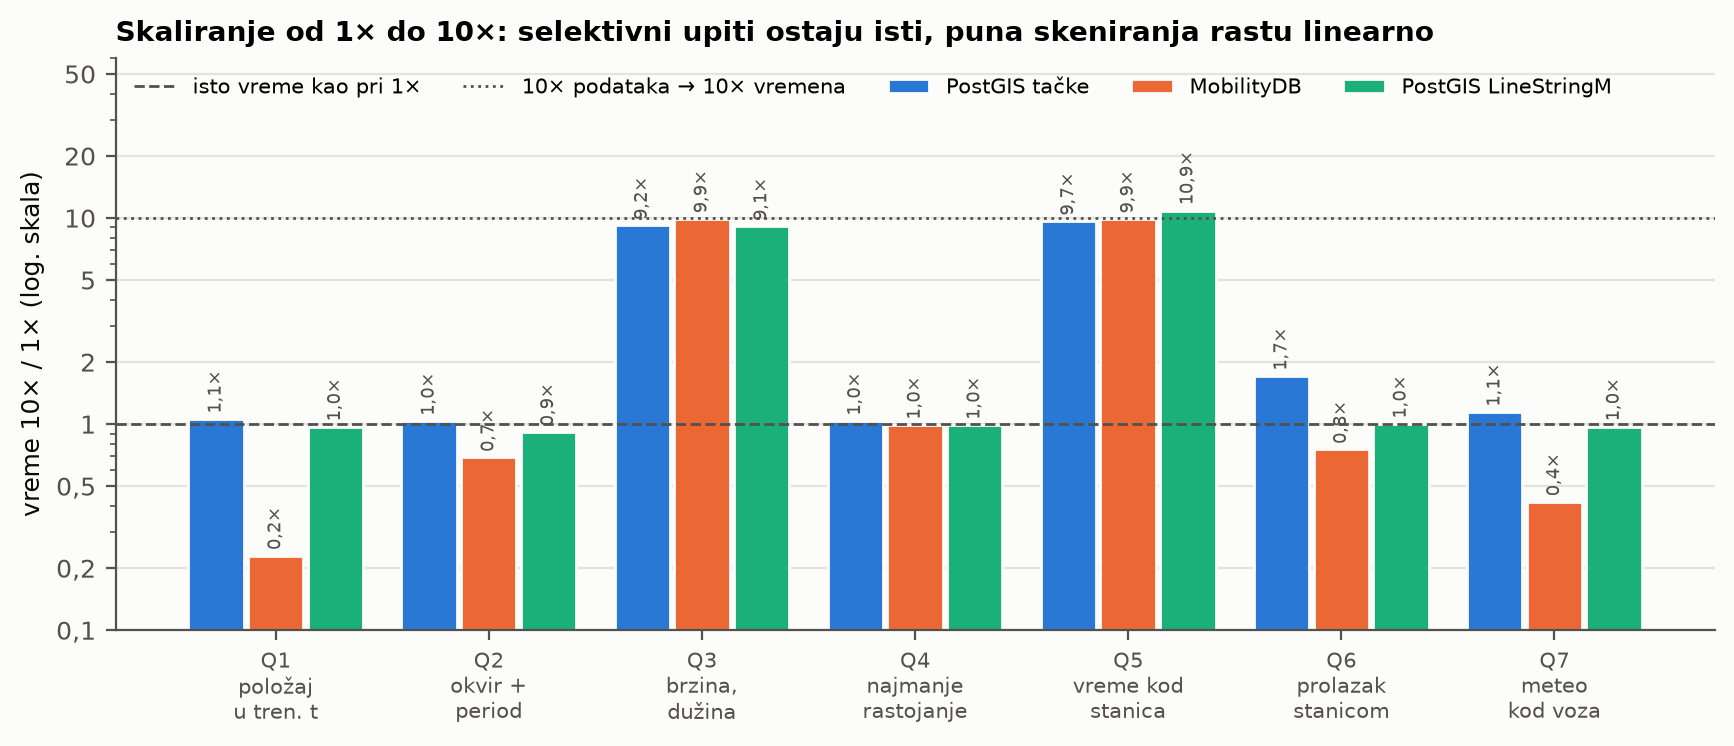 Skaliranje od 1× do 10×: selektivni upiti ostaju isti, puna skeniranja rastu linearno
isto vreme kao pri 1×
10× podataka → 10× vremena
PostGIS tačke
MobilityDB
PostGIS LineStringM
vreme 10× / 1× (log. skala)
50
20
10
5
2
1
0,5
0,2
0,1
1,1×
0,2×
1,0×
1,0×
0,7×
0,9×
9,2×
9,9×
9,1×
1,0×
1,0×
1,0×
9,7×
9,9×
10,9×
1,7×
0,8×
1,0×
1,1×
0,4×
1,0×
Q1
položaj
u tren. t
Q2
okvir +
period
Q3
brzina,
dužina
Q4
najmanje
rastojanje
Q5
vreme kod
stanica
Q6
prolazak
stanicom
Q7
meteo
kod voza